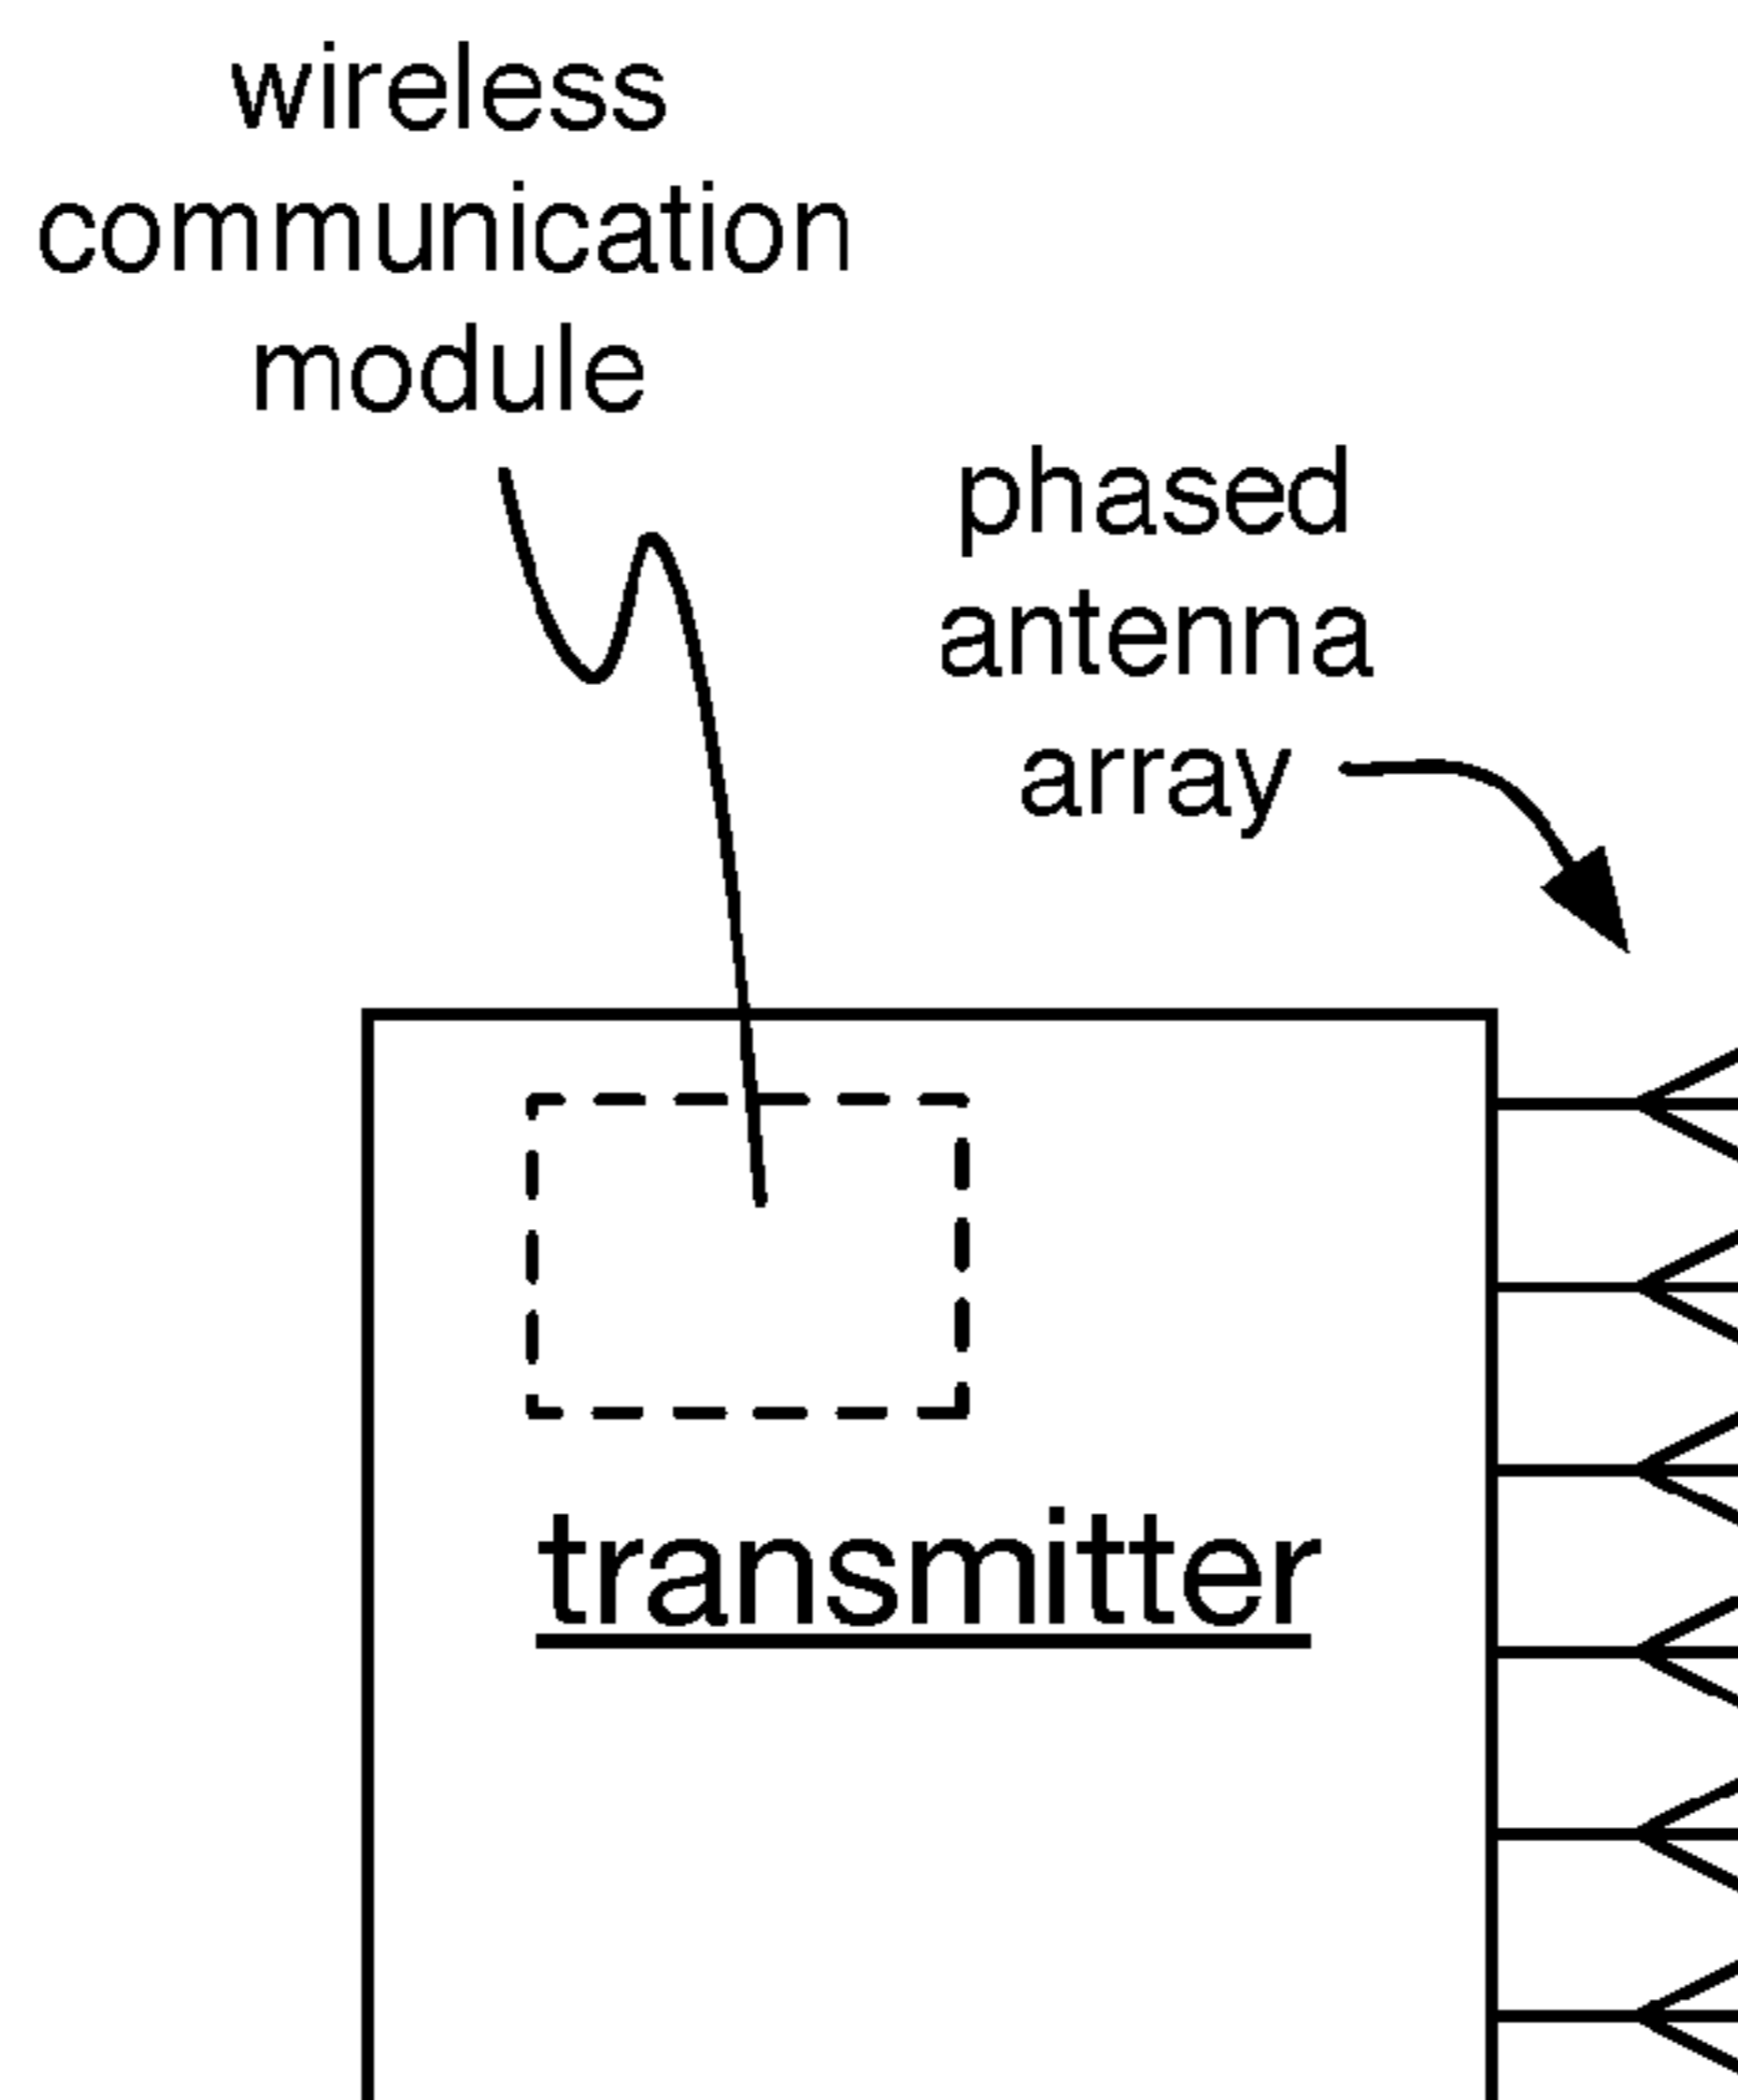 wireless
communication
module
phased
antenna
array
transmitter